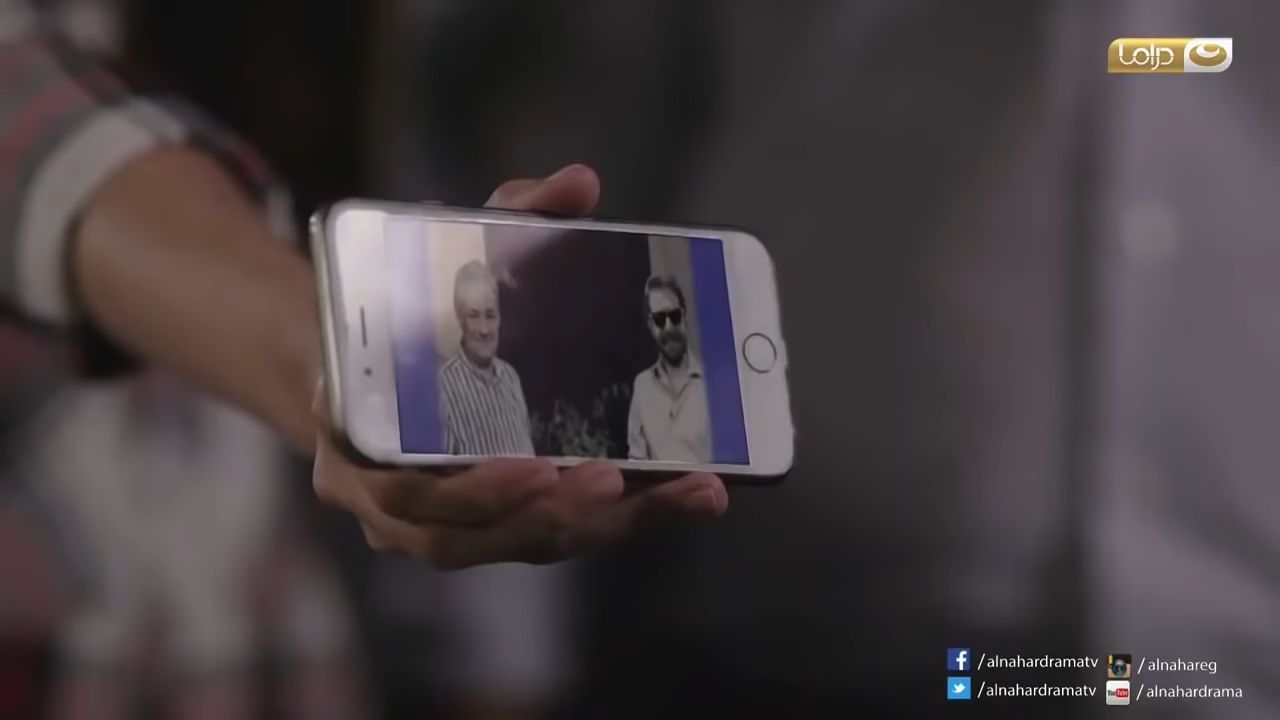 دراما
/alnahardramatv
/alnahareg
/alnahardramatv
/alnahardrama